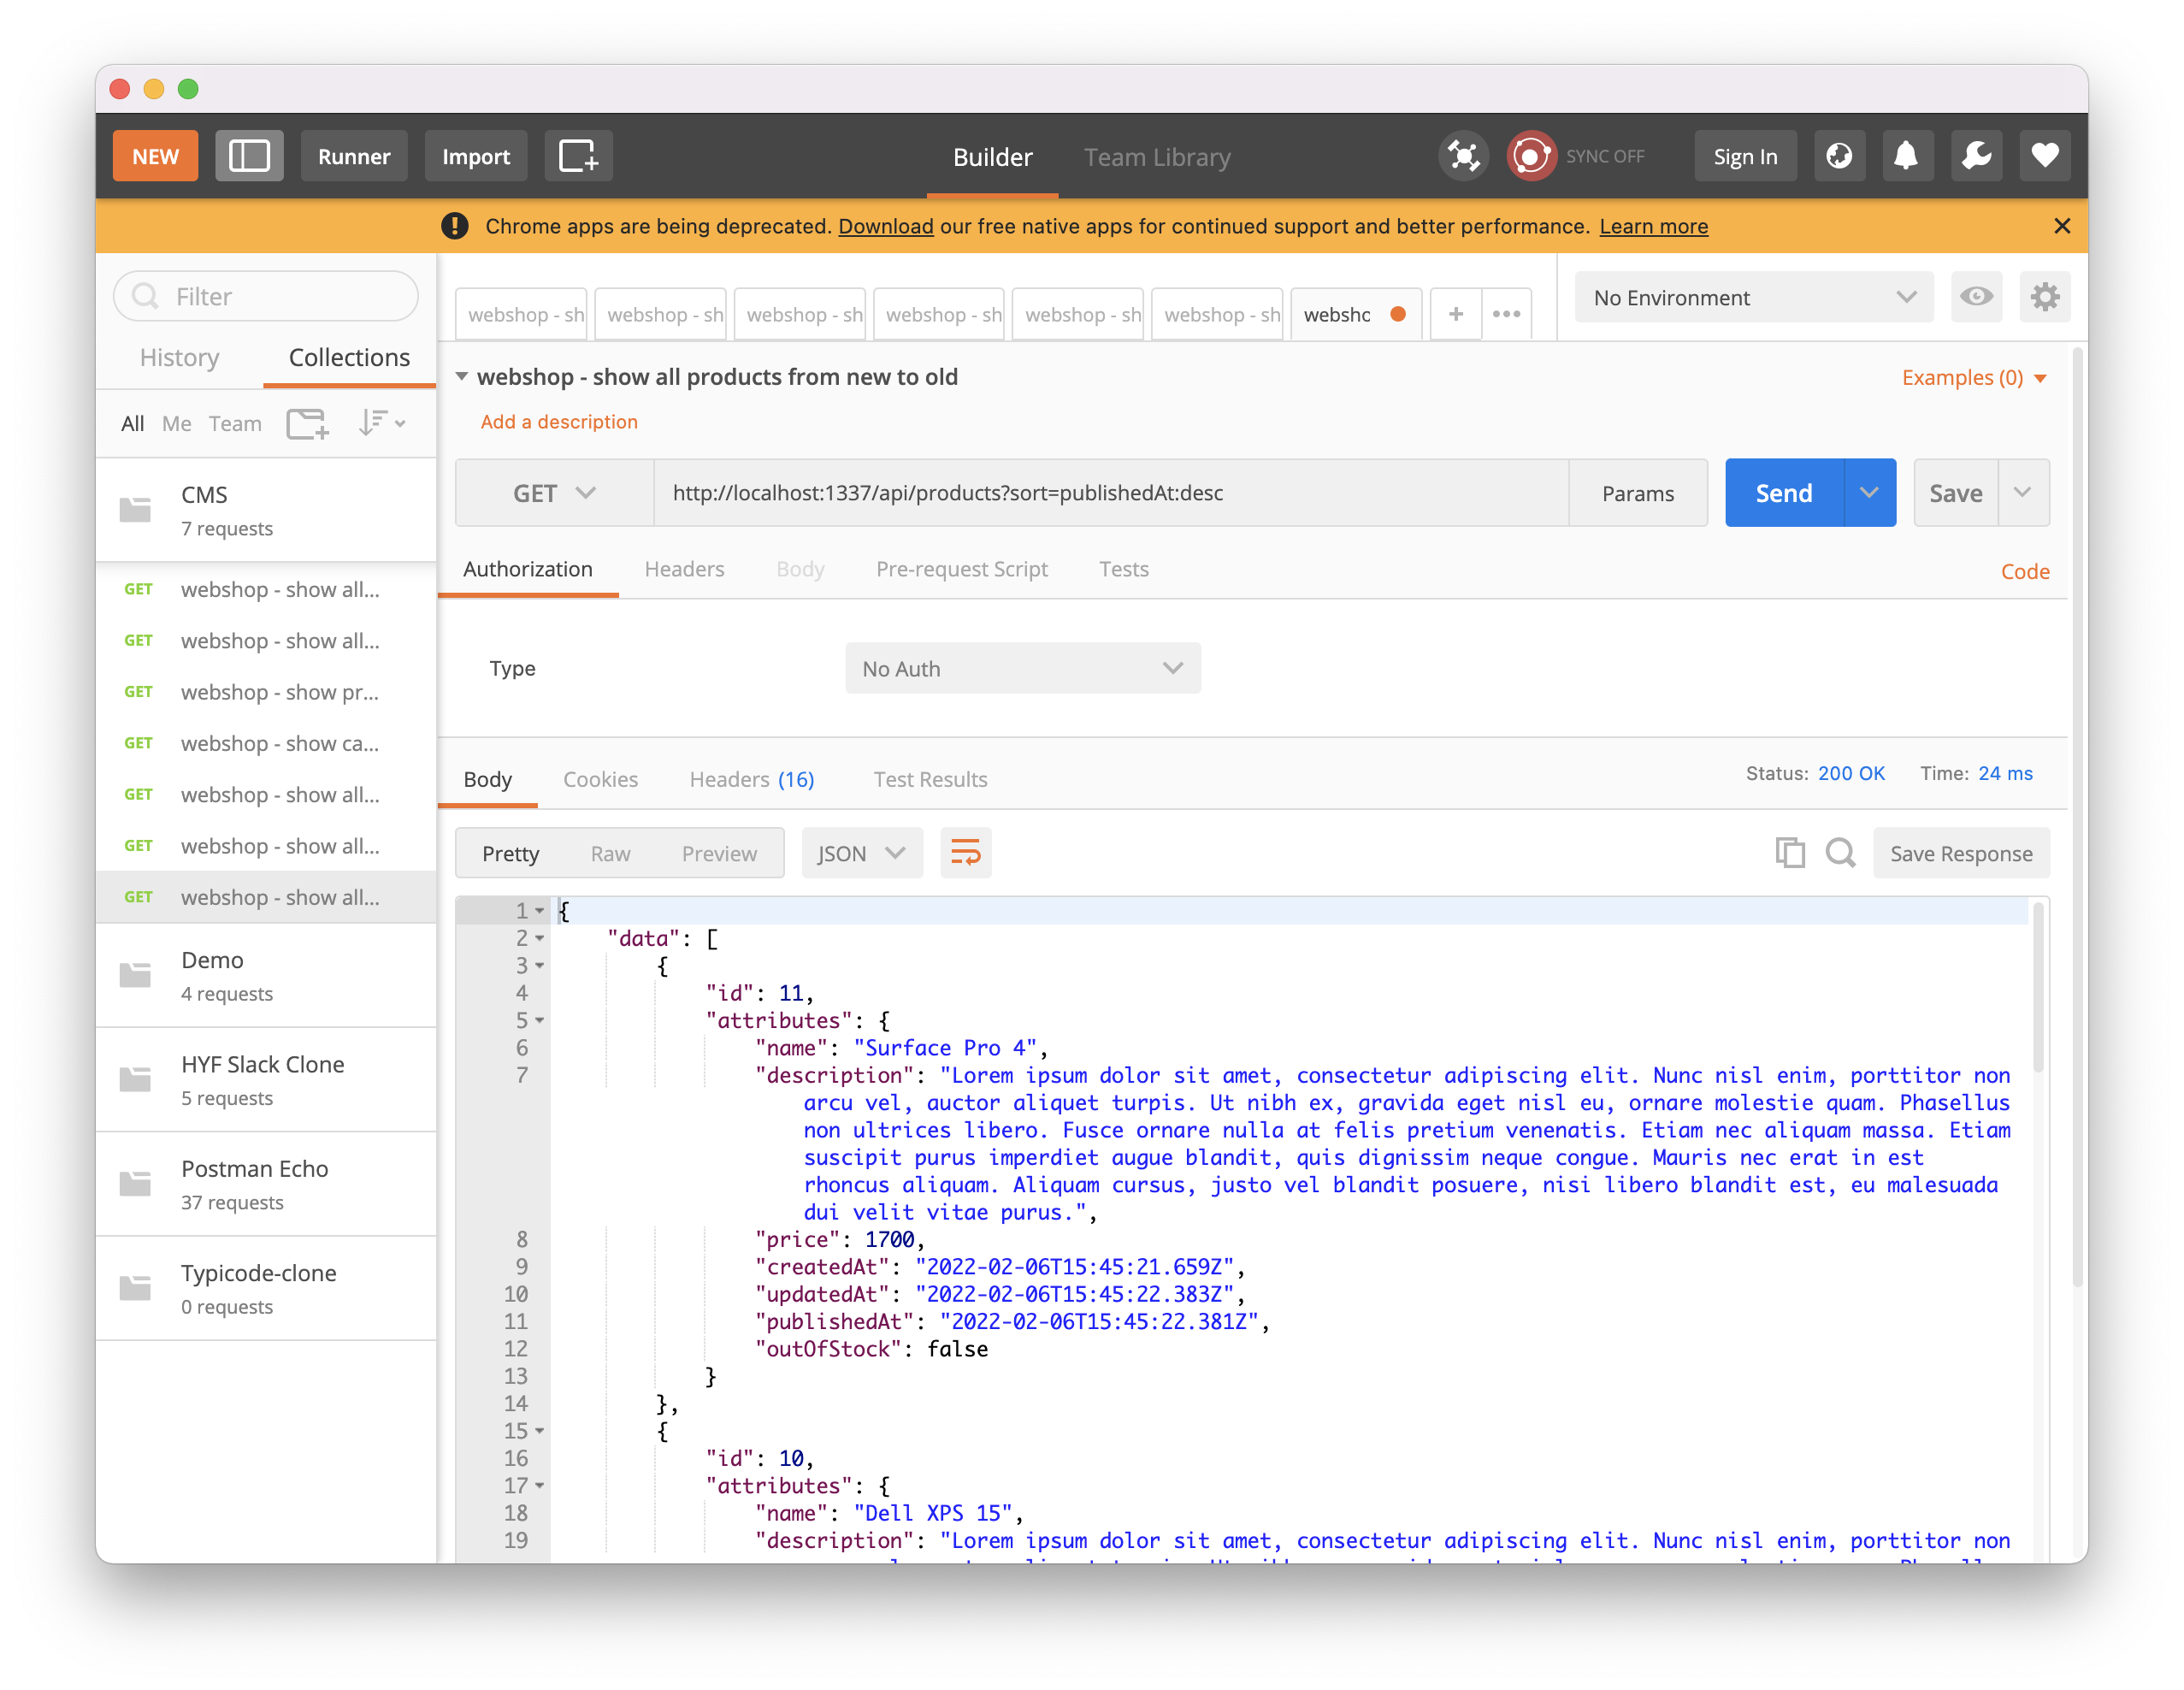 NEW Runner Import Builder Team Library SYNC OFF Sign In
Chrome apps are being deprecated. Download our free native apps for continued support and better performance. Learn more
Filter
History Collections
All Me Team
CMS
7 requests
GET webshop - show all...
GET webshop - show all...
GET webshop - show pr...
GET webshop - show ca...
GET webshop - show all...
GET webshop - show all...
GET webshop - show all...
Demo
4 requests
HYF Slack Clone
5 requests
Postman Echo
37 requests
Typicode-clone
0 requests
webshop - sh webshop - sh webshop - sh webshop - sh webshop - sh webshop - sh websho + •••
No Environment
webshop - show all products from new to old
Examples (0)
Add a description
GET http://localhost:1337/api/products?sort=publishedAt:desc Params Send Save
Authorization Headers Body Pre-request Script Tests Code
Type No Auth
Body Cookies Headers (16) Test Results Status: 200 OK Time: 24 ms
Pretty Raw Preview JSON Save Response
1 {
2 "data": [
3 {
4 "id": 11,
5 "attributes": {
6 "name": "Surface Pro 4",
7 "description": "Lorem ipsum dolor sit amet, consectetur adipiscing elit. Nunc nisl enim, porttitor non
arcu vel, auctor aliquet turpis. Ut nibh ex, gravida eget nisl eu, ornare molestie quam. Phasellus
non ultrices libero. Fusce ornare nulla at felis pretium venenatis. Etiam nec aliquam massa. Etiam
suscipit purus imperdiet augue blandit, quis dignissim neque congue. Mauris nec erat in est
rhoncus aliquam. Aliquam cursus, justo vel blandit posuere, nisi libero blandit est, eu malesuada
dui velit vitae purus.",
8 "price": 1700,
9 "createdAt": "2022-02-06T15:45:21.659Z",
10 "updatedAt": "2022-02-06T15:45:22.383Z",
11 "publishedAt": "2022-02-06T15:45:22.381Z",
12 "outOfStock": false
13 }
14 },
15 {
16 "id": 10,
17 "attributes": {
18 "name": "Dell XPS 15",
19 "description": "Lorem ipsum dolor sit amet, consectetur adipiscing elit. Nunc nisl enim, porttitor non